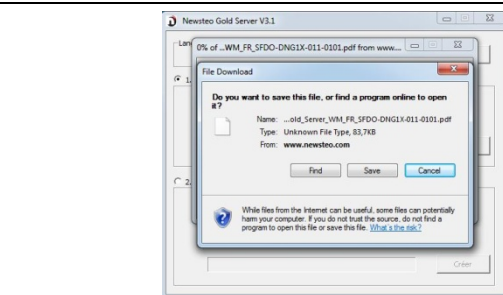 Newsteo Gold Server V3.1
Lan
0% of ...WM_FR_SFDO-DNG1X-011-0101.pdf from www....
1.
File Download
Do you want to save this file, or find a program online to open
it?
Name: ...old_Server_WM_FR_SFDO-DNG1X-011-0101.pdf
Type: Unknown File Type, 83,7KB
From: www.newsteo.com
Find Save Cancel
2.
While files from the Internet can be useful, some files can potentially
harm your computer. If you do not trust the source, do not find a
program to open this file or save this file. What's the risk?
Créer